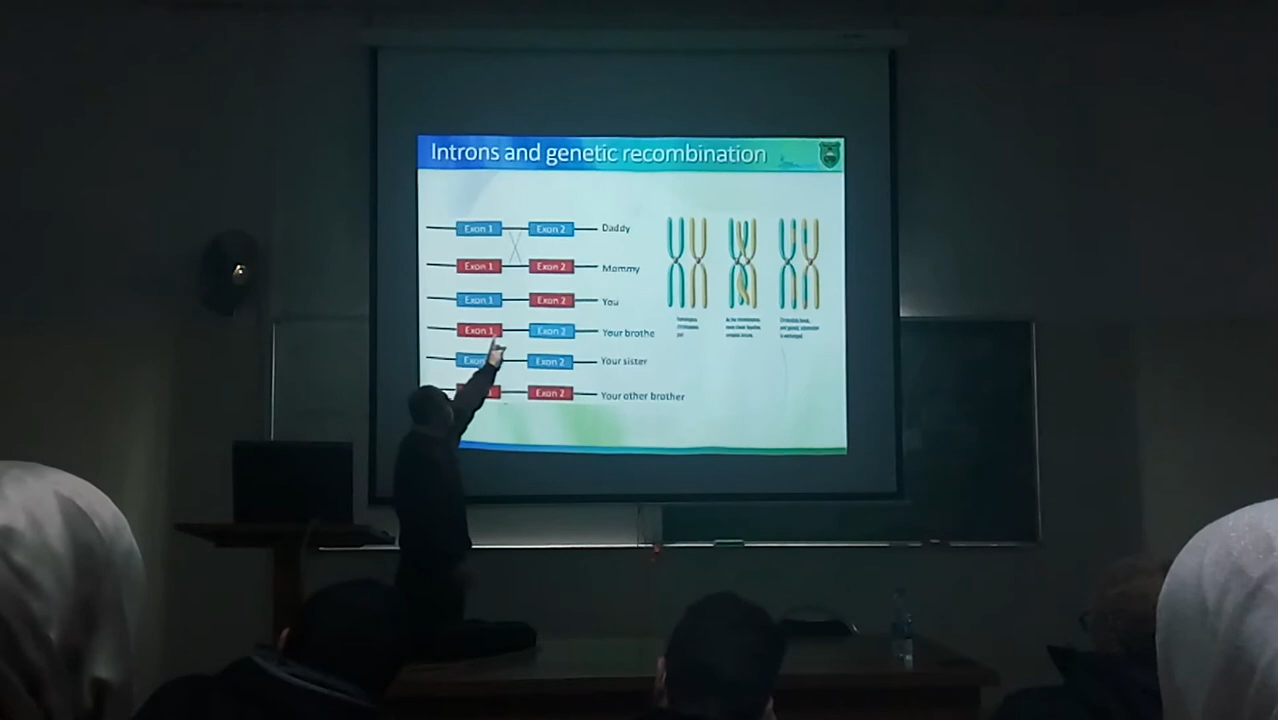 Introns and genetic recombination
Exon 1 Exon 2 Daddy
Exon 1 Exon 2 Mommy
Exon 1 Exon 2 You
Exon 1 Exon 2 Your brothe
Exon 2 Your sister
Exon 2 Your other brother